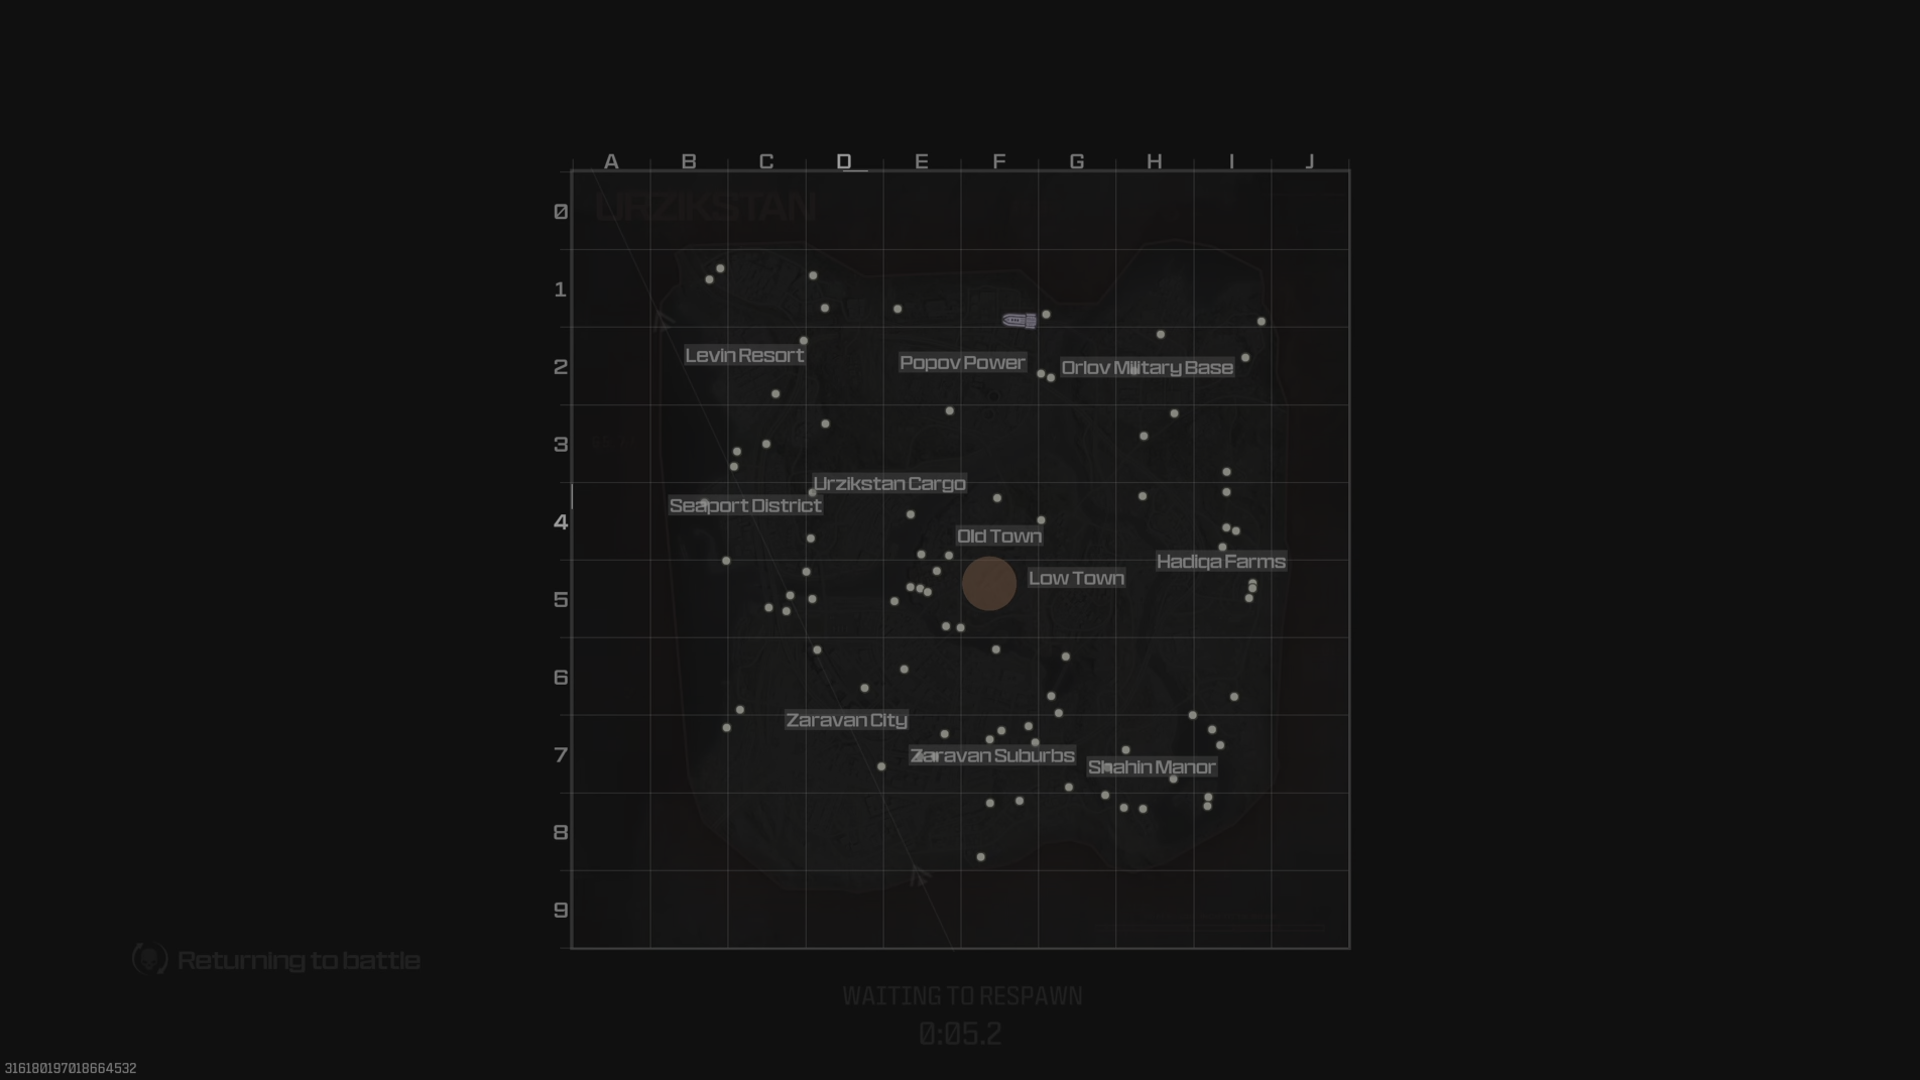 A B C D E F G H I J
0
URZIKSTAN
1
Levin Resort
Popov Power
2
Orlov Military Base
3
Urzikstan Cargo
Seaport District
4
Old Town
Hadiqa Farms
Low Town
5
6
Zaravan City
7
Zaravan Suburbs
Shahin Manor
8
9
Returning to battle
WAITING TO RESPAWN
0:05.2
316180197018664532